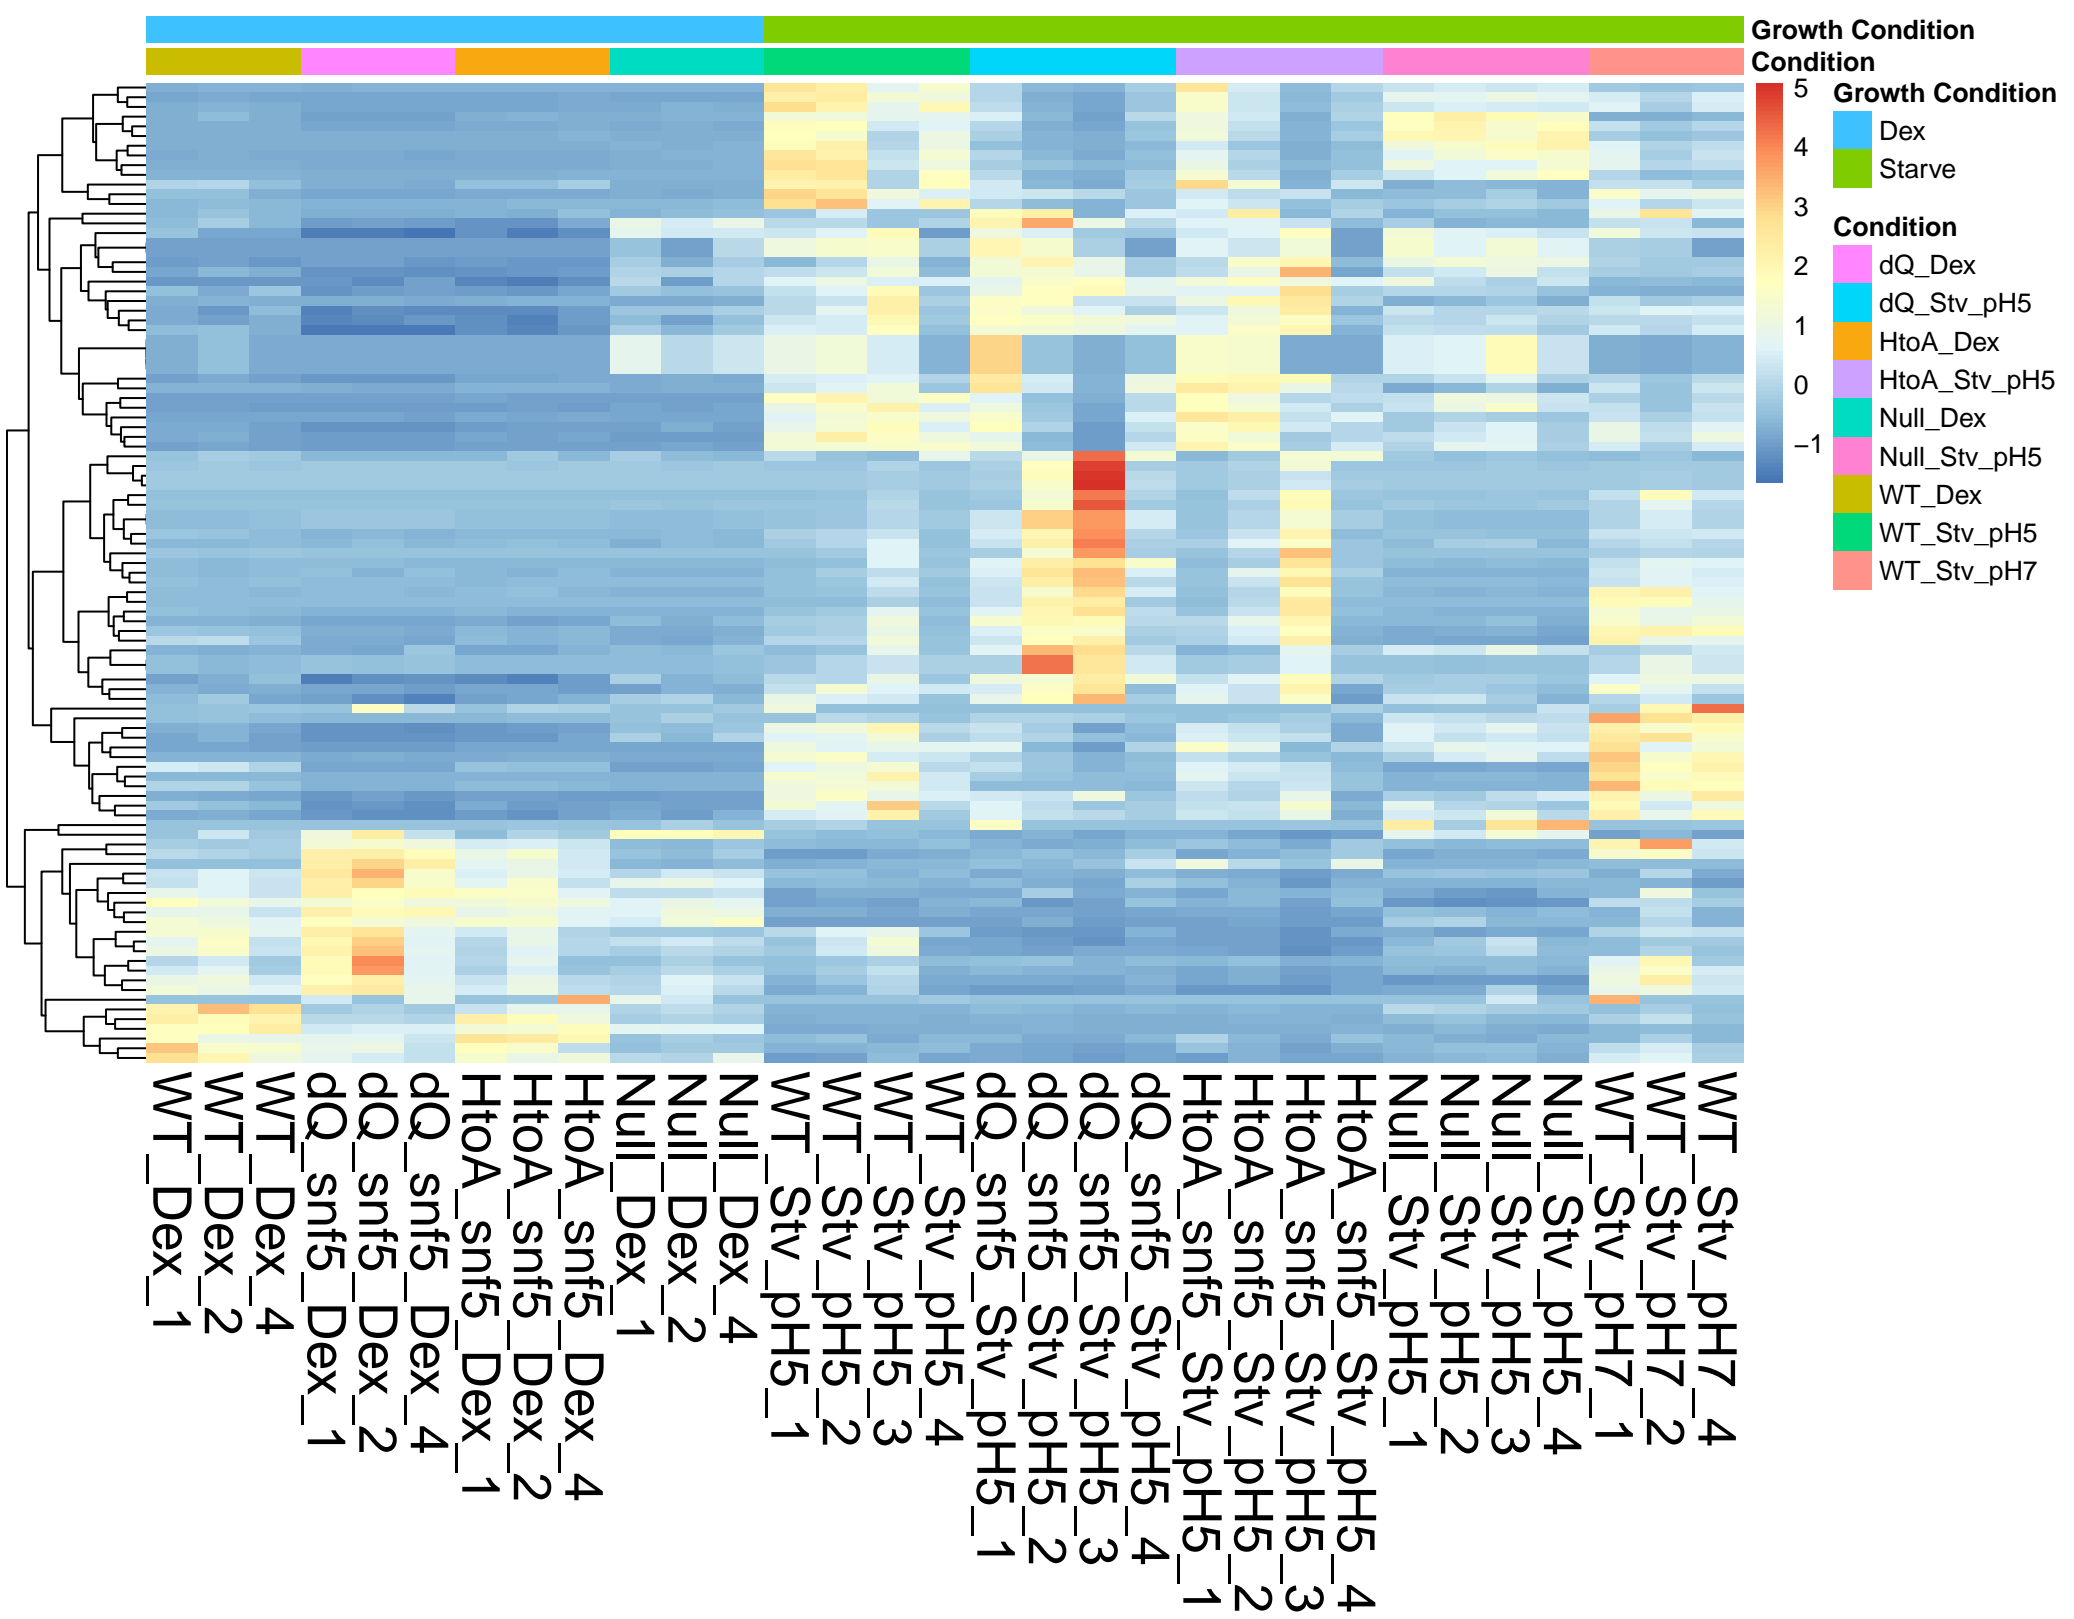 Growth Condition
Condition
5
4
3
2
1
0
−1
Growth Condition
Dex
Starve
Condition
dQ_Dex
dQ_Stv_pH5
HtoA_Dex
HtoA_Stv_pH5
Null_Dex
Null_Stv_pH5
WT_Dex
WT_Stv_pH5
WT_Stv_pH7
WT_Dex_1
WT_Dex_2
WT_Dex_4
dQ_snf5_Dex_1
dQ_snf5_Dex_2
dQ_snf5_Dex_4
HtoA_snf5_Dex_1
HtoA_snf5_Dex_2
HtoA_snf5_Dex_4
Null_Dex_1
Null_Dex_2
Null_Dex_4
WT_Stv_pH5_1
WT_Stv_pH5_2
WT_Stv_pH5_3
WT_Stv_pH5_4
dQ_snf5_Stv_pH5_1
dQ_snf5_Stv_pH5_2
dQ_snf5_Stv_pH5_3
dQ_snf5_Stv_pH5_4
HtoA_snf5_Stv_pH5_1
HtoA_snf5_Stv_pH5_2
HtoA_snf5_Stv_pH5_3
HtoA_snf5_Stv_pH5_4
Null_Stv_pH5_1
Null_Stv_pH5_2
Null_Stv_pH5_3
Null_Stv_pH5_4
WT_Stv_pH7_1
WT_Stv_pH7_2
WT_Stv_pH7_4